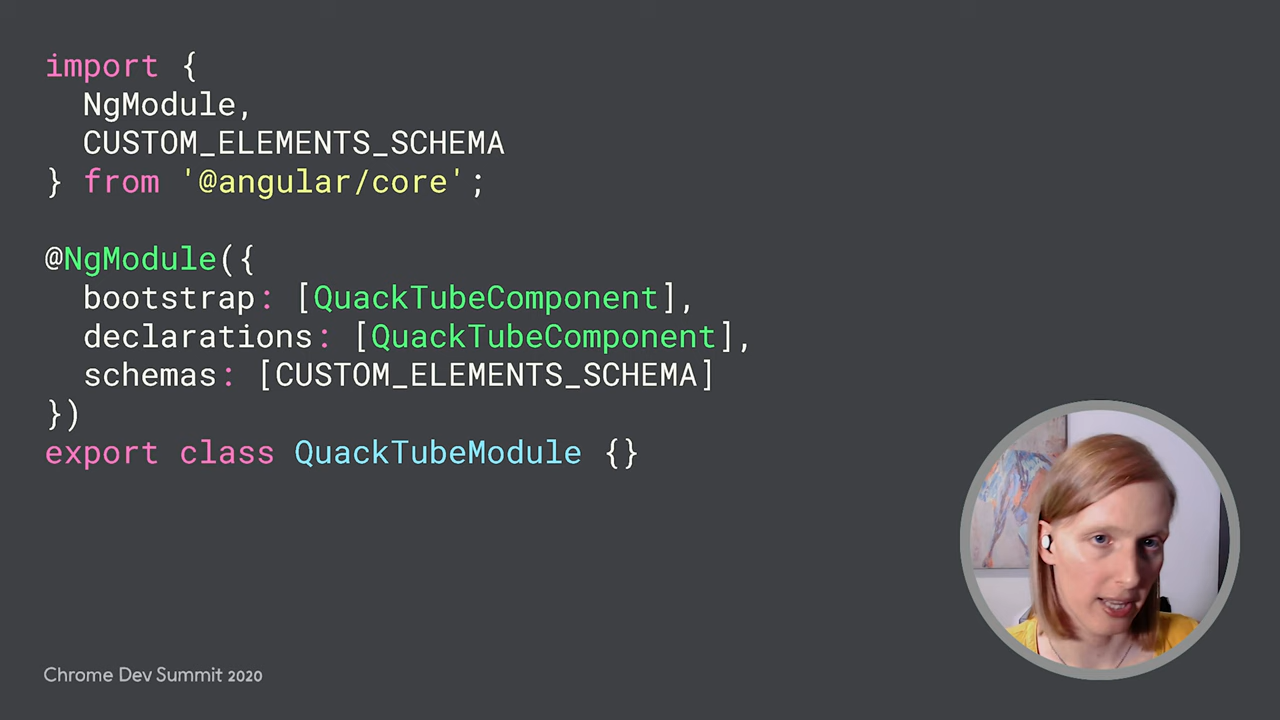 import {
  NgModule,
  CUSTOM_ELEMENTS_SCHEMA
} from '@angular/core';
@NgModule({
  bootstrap: [QuackTubeComponent],
  declarations: [QuackTubeComponent],
  schemas: [CUSTOM_ELEMENTS_SCHEMA]
})
export class QuackTubeModule {}
Chrome Dev Summit 2020